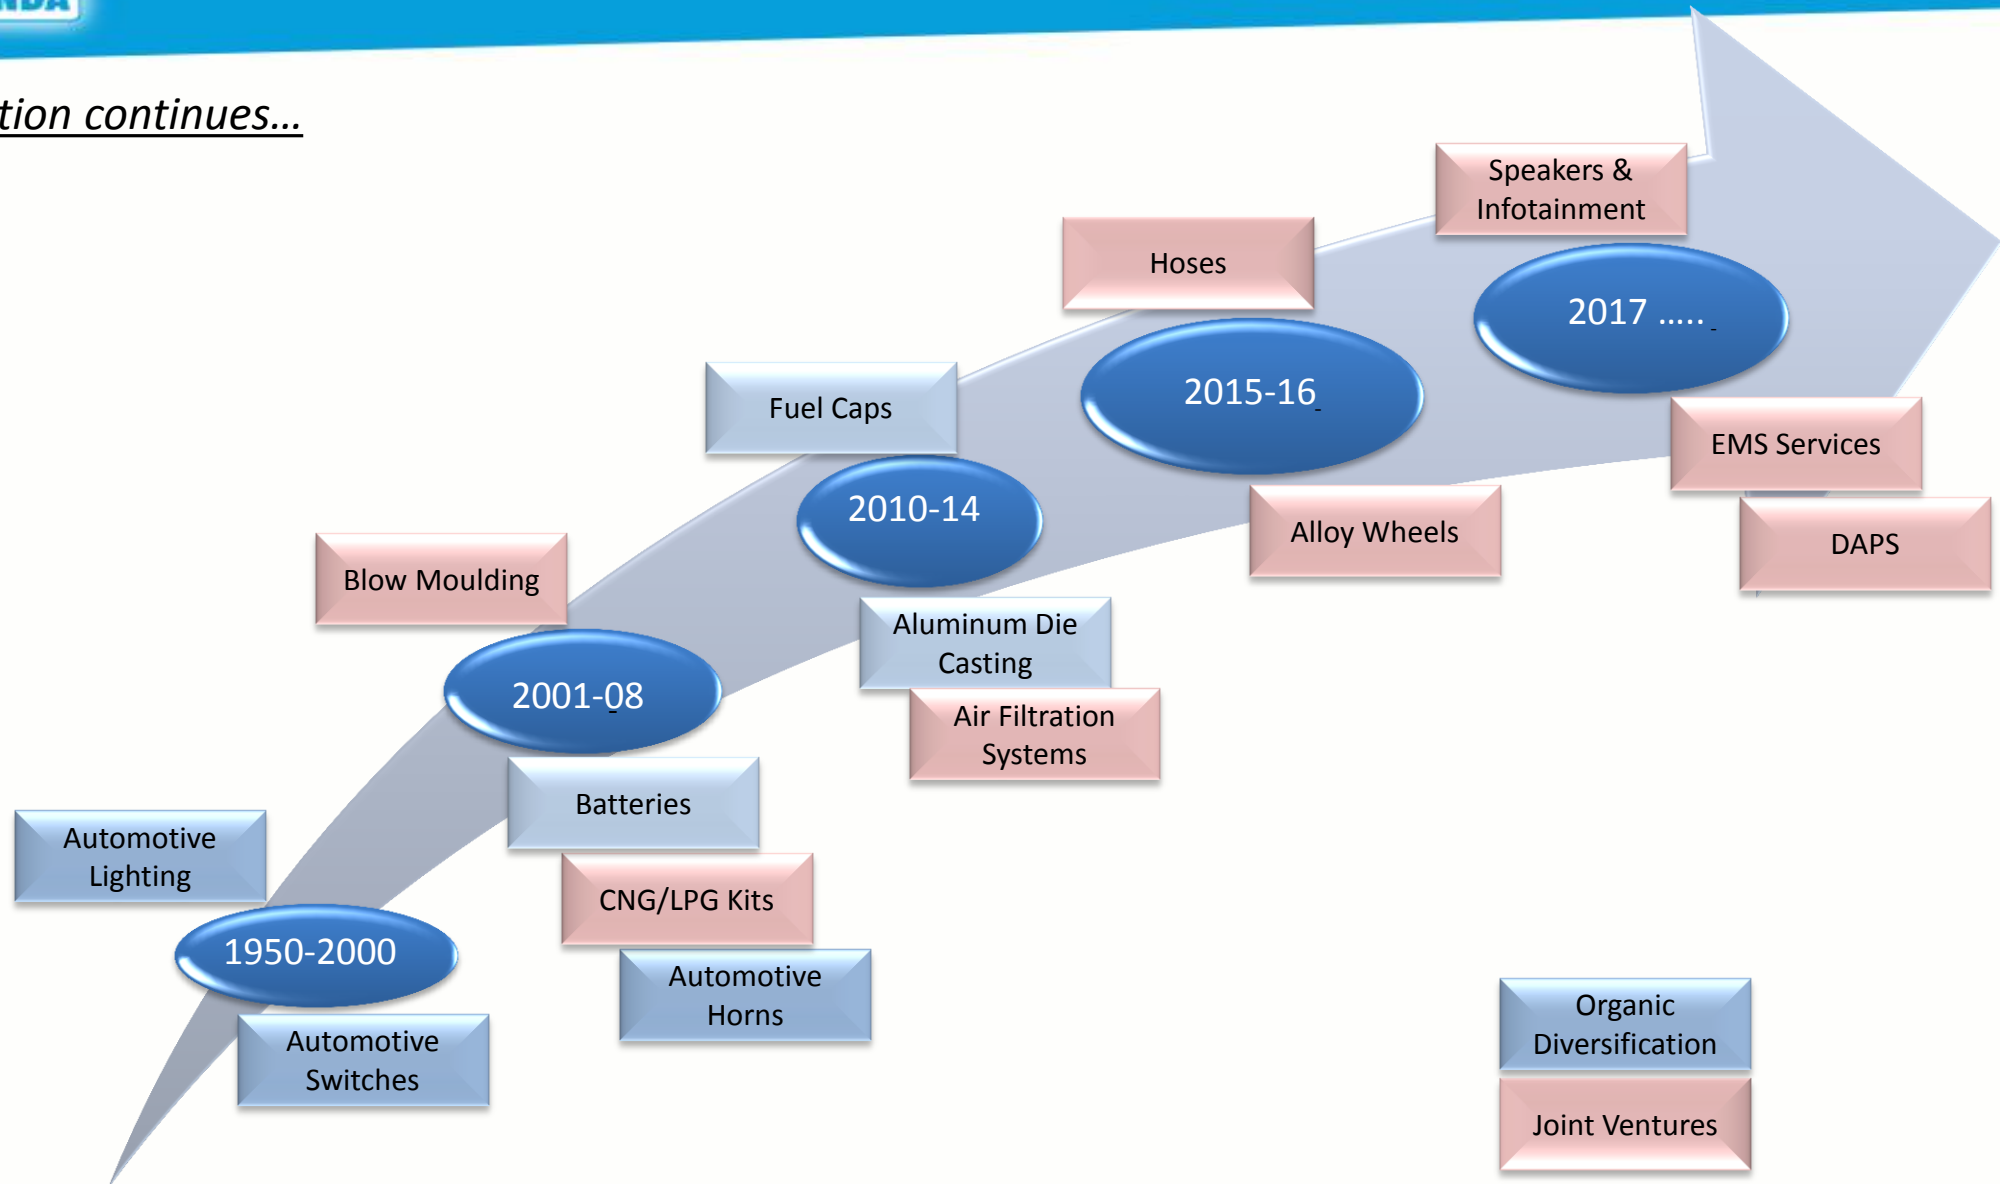 tion continues...
Speakers &
Infotainment
Hoses
2017 .....
Fuel Caps
2015-16
EMS Services
2010-14
Alloy Wheels
DAPS
Blow Moulding
Aluminum Die
Casting
2001-08
Air Filtration
Systems
Batteries
Automotive
Lighting
CNG/LPG Kits
1950-2000
Automotive
Horns
Automotive
Switches
Organic
Diversification
Joint Ventures